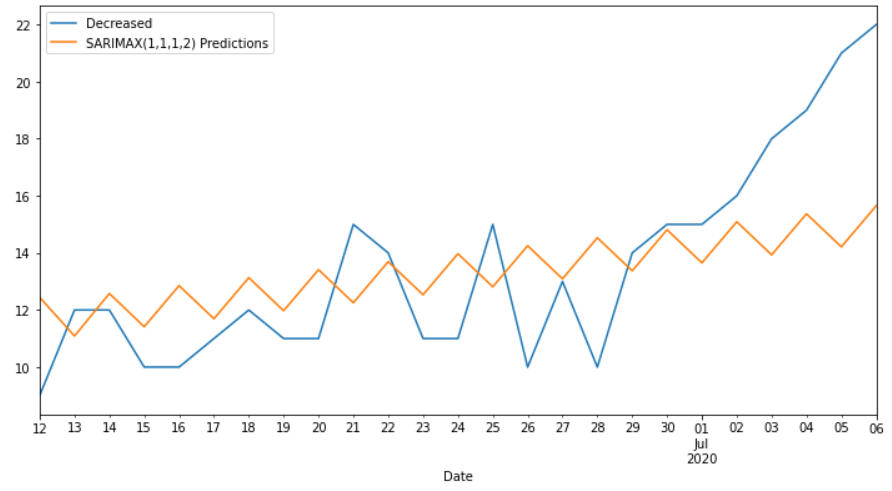 Decreased
SARIMAX(1,1,1,2) Predictions
22
20
18
16
14
12
10
12 13 14 15 16 17 18 19 20 21 22 23 24 25 26 27 28 29 30 01 02 03 04 05 06
Jul
2020
Date